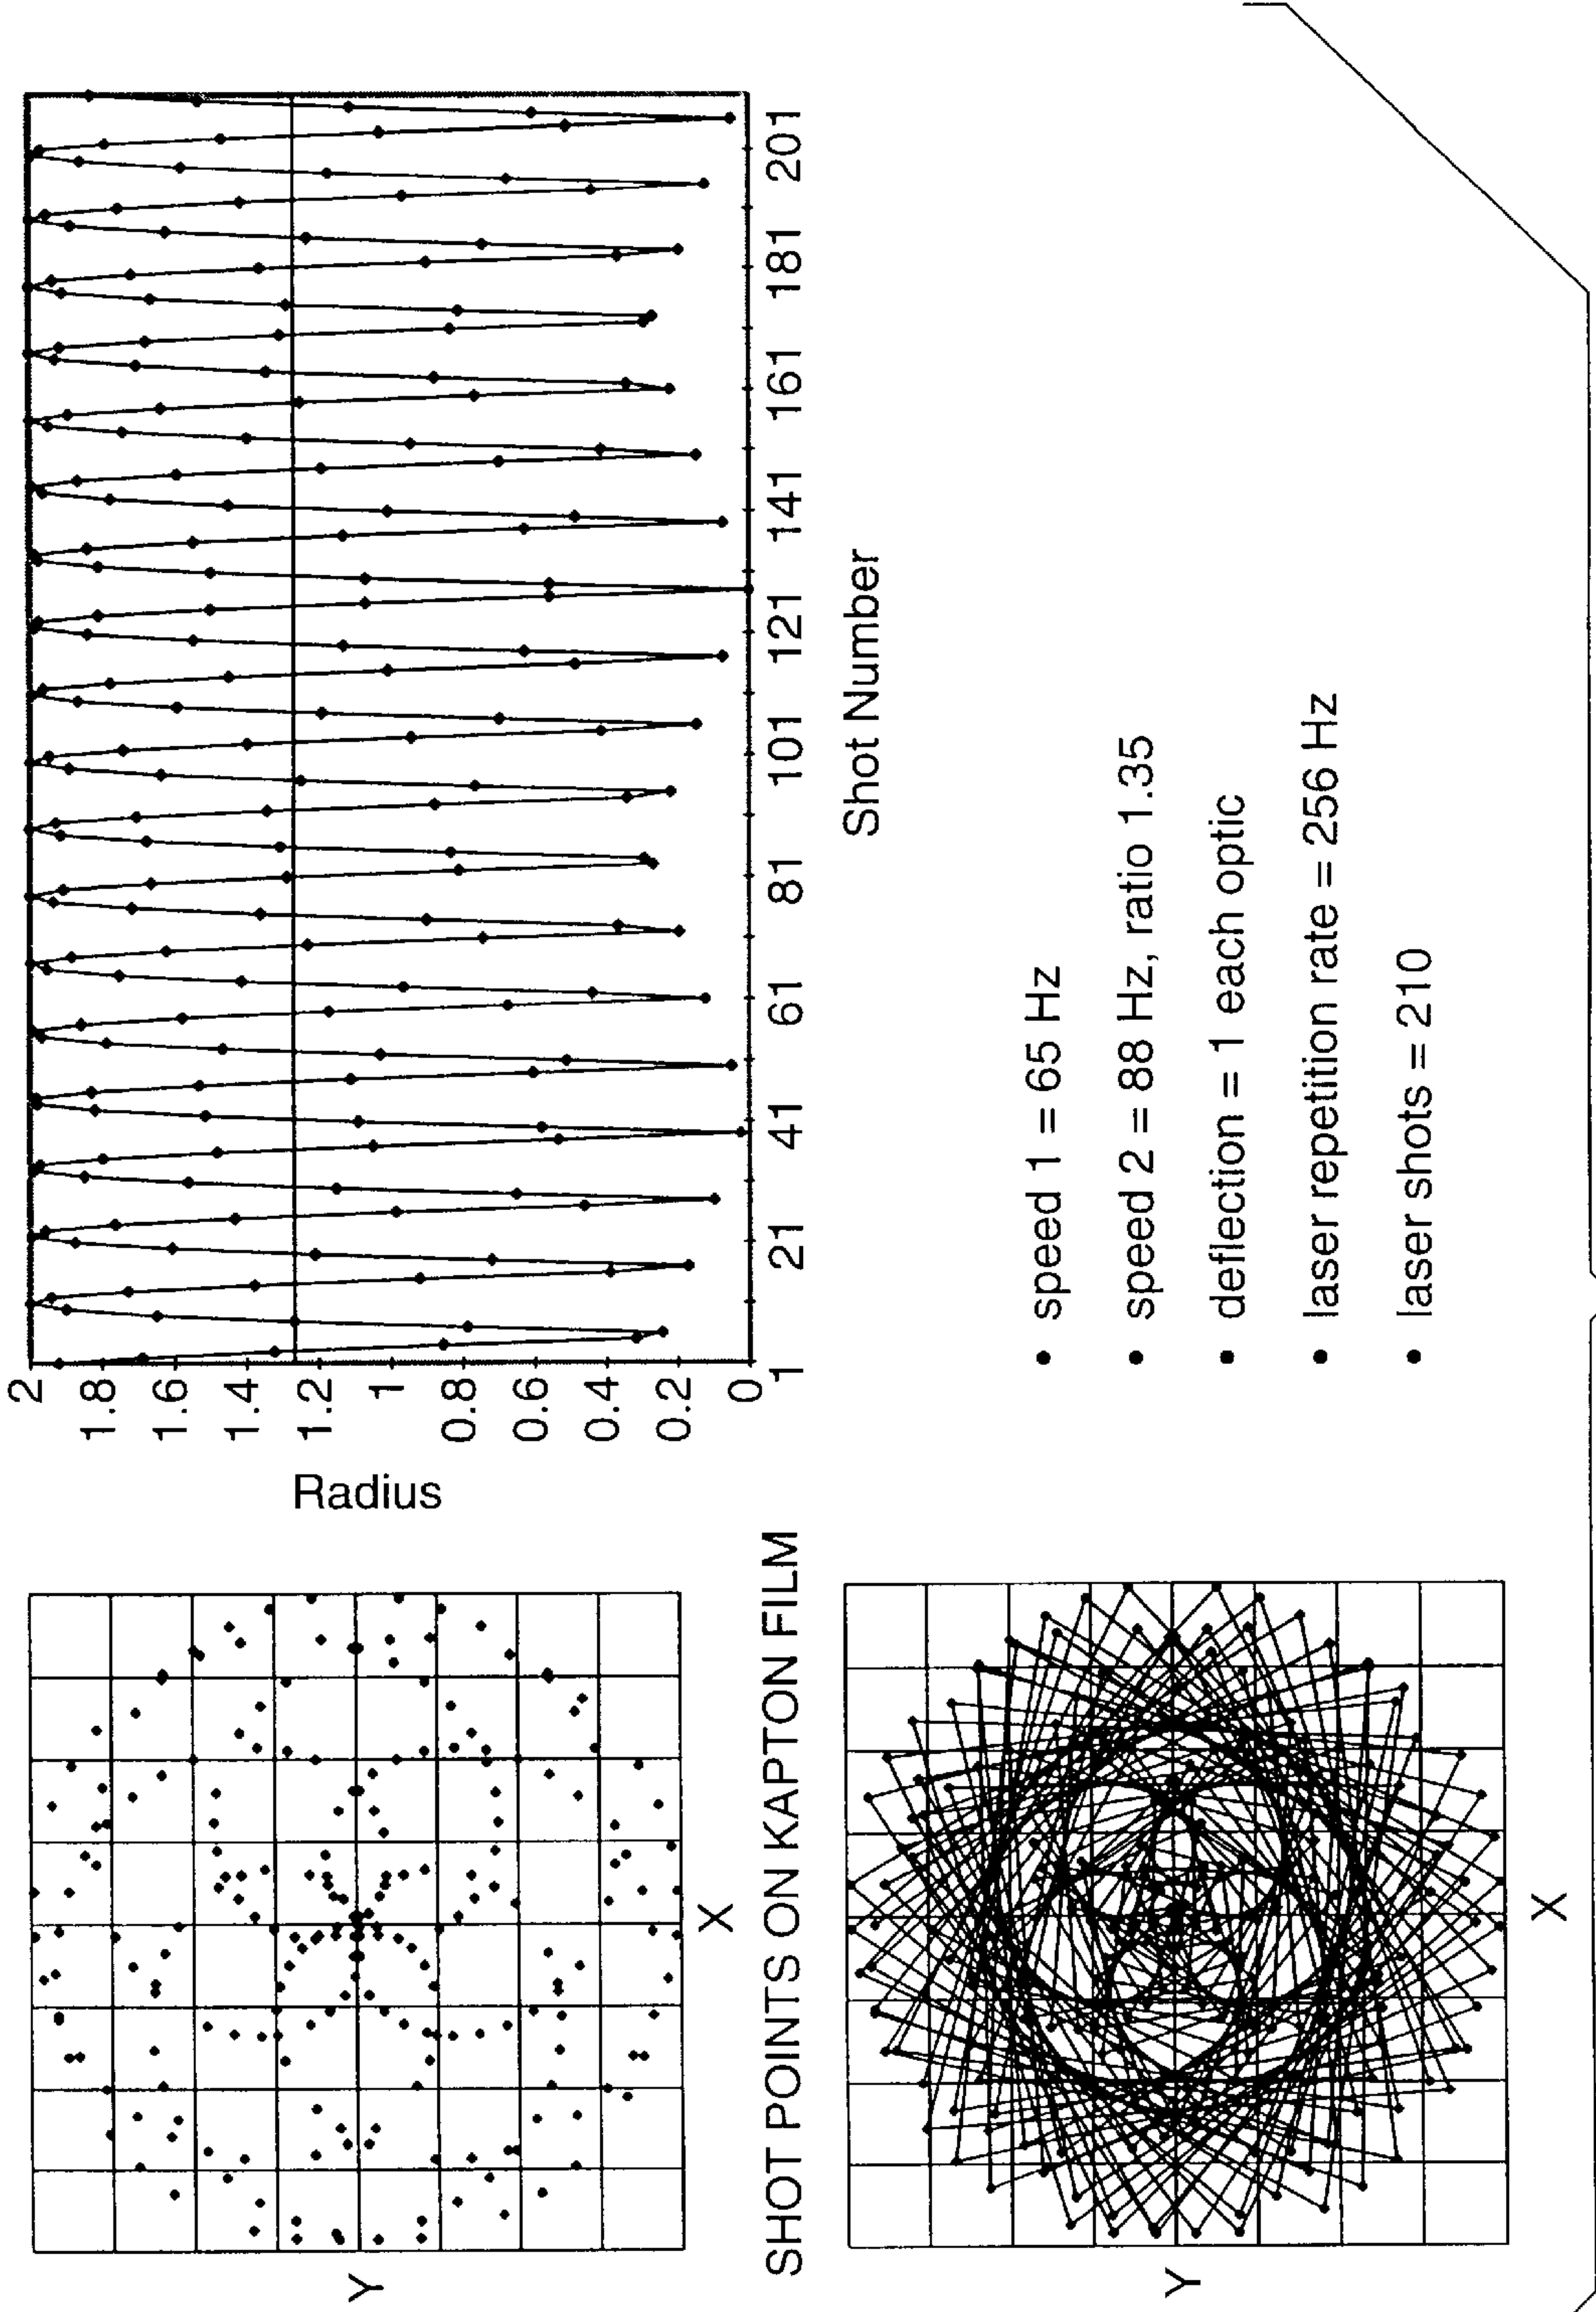 Y
X
SHOT POINTS ON KAPTON FILM
Y
X
Radius
2
1.8
1.6
1.4
1.2
1
0.8
0.6
0.4
0.2
0
1 21 41 61 81 101 121 141 161 181 201
Shot Number
• speed 1 = 65 Hz
• speed 2 = 88 Hz, ratio 1.35
• deflection = 1 each optic
• laser repetition rate = 256 Hz
• laser shots = 210